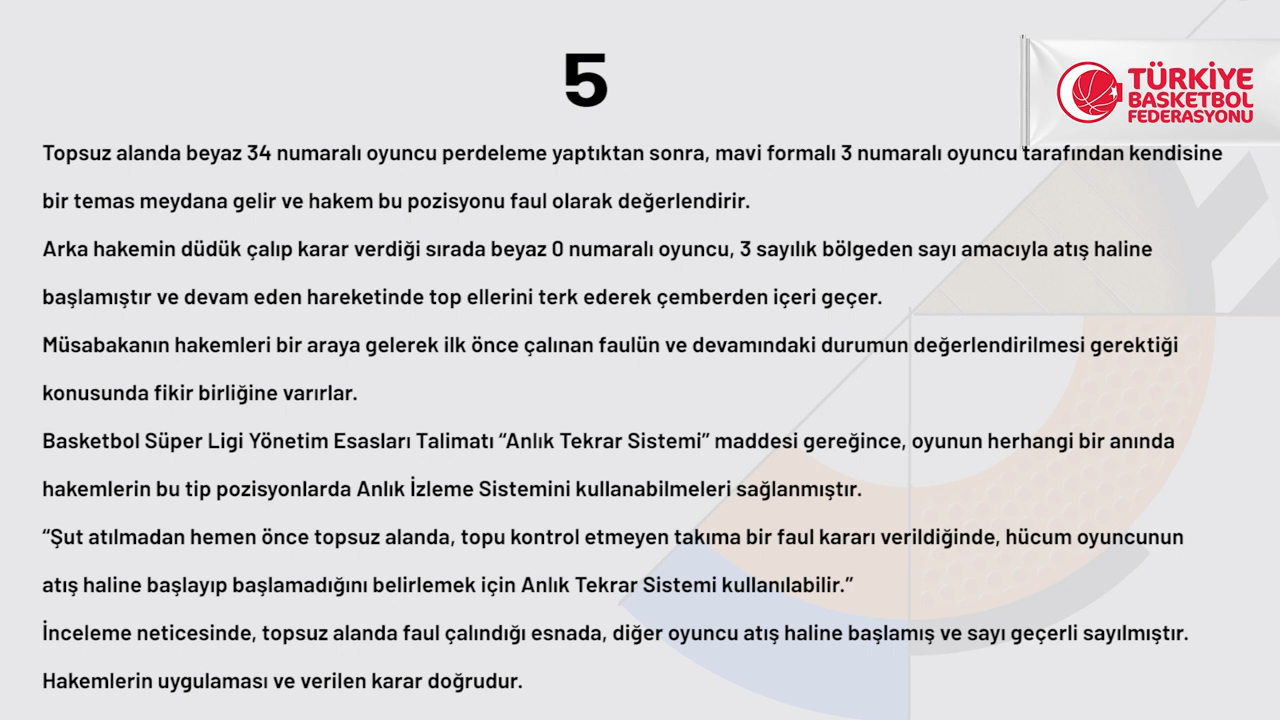 5
TÜRKİYE
BASKETBOL
FEDERASYONU
Topsuz alanda beyaz 34 numaralı oyuncu perdeleme yaptıktan sonra, mavi formalı 3 numaralı oyuncu tarafından kendisine
bir temas meydana gelir ve hakem bu pozisyonu faul olarak değerlendirir.
Arka hakemin düdük çalıp karar verdiği sırada beyaz 0 numaralı oyuncu, 3 sayılık bölgeden sayı amacıyla atış haline
başlamıştır ve devam eden hareketinde top ellerini terk ederek çemberden içeri geçer.
Müsabakanın hakemleri bir araya gelerek ilk önce çalınan faulün ve devamındaki durumun değerlendirilmesi gerektiği
konusunda fikir birliğine varırlar.
Basketbol Süper Ligi Yönetim Esasları Talimatı “Anlık Tekrar Sistemi” maddesi gereğince, oyunun herhangi bir anında
hakemlerin bu tip pozisyonlarda Anlık İzleme Sistemini kullanabilmeleri sağlanmıştır.
“Şut atılmadan hemen önce topsuz alanda, topu kontrol etmeyen takıma bir faul kararı verildiğinde, hücum oyuncunun
atış haline başlayıp başlamadığını belirlemek için Anlık Tekrar Sistemi kullanılabilir.”
İnceleme neticesinde, topsuz alanda faul çalındığı esnada, diğer oyuncu atış haline başlamış ve sayı geçerli sayılmıştır.
Hakemlerin uygulaması ve verilen karar doğrudur.